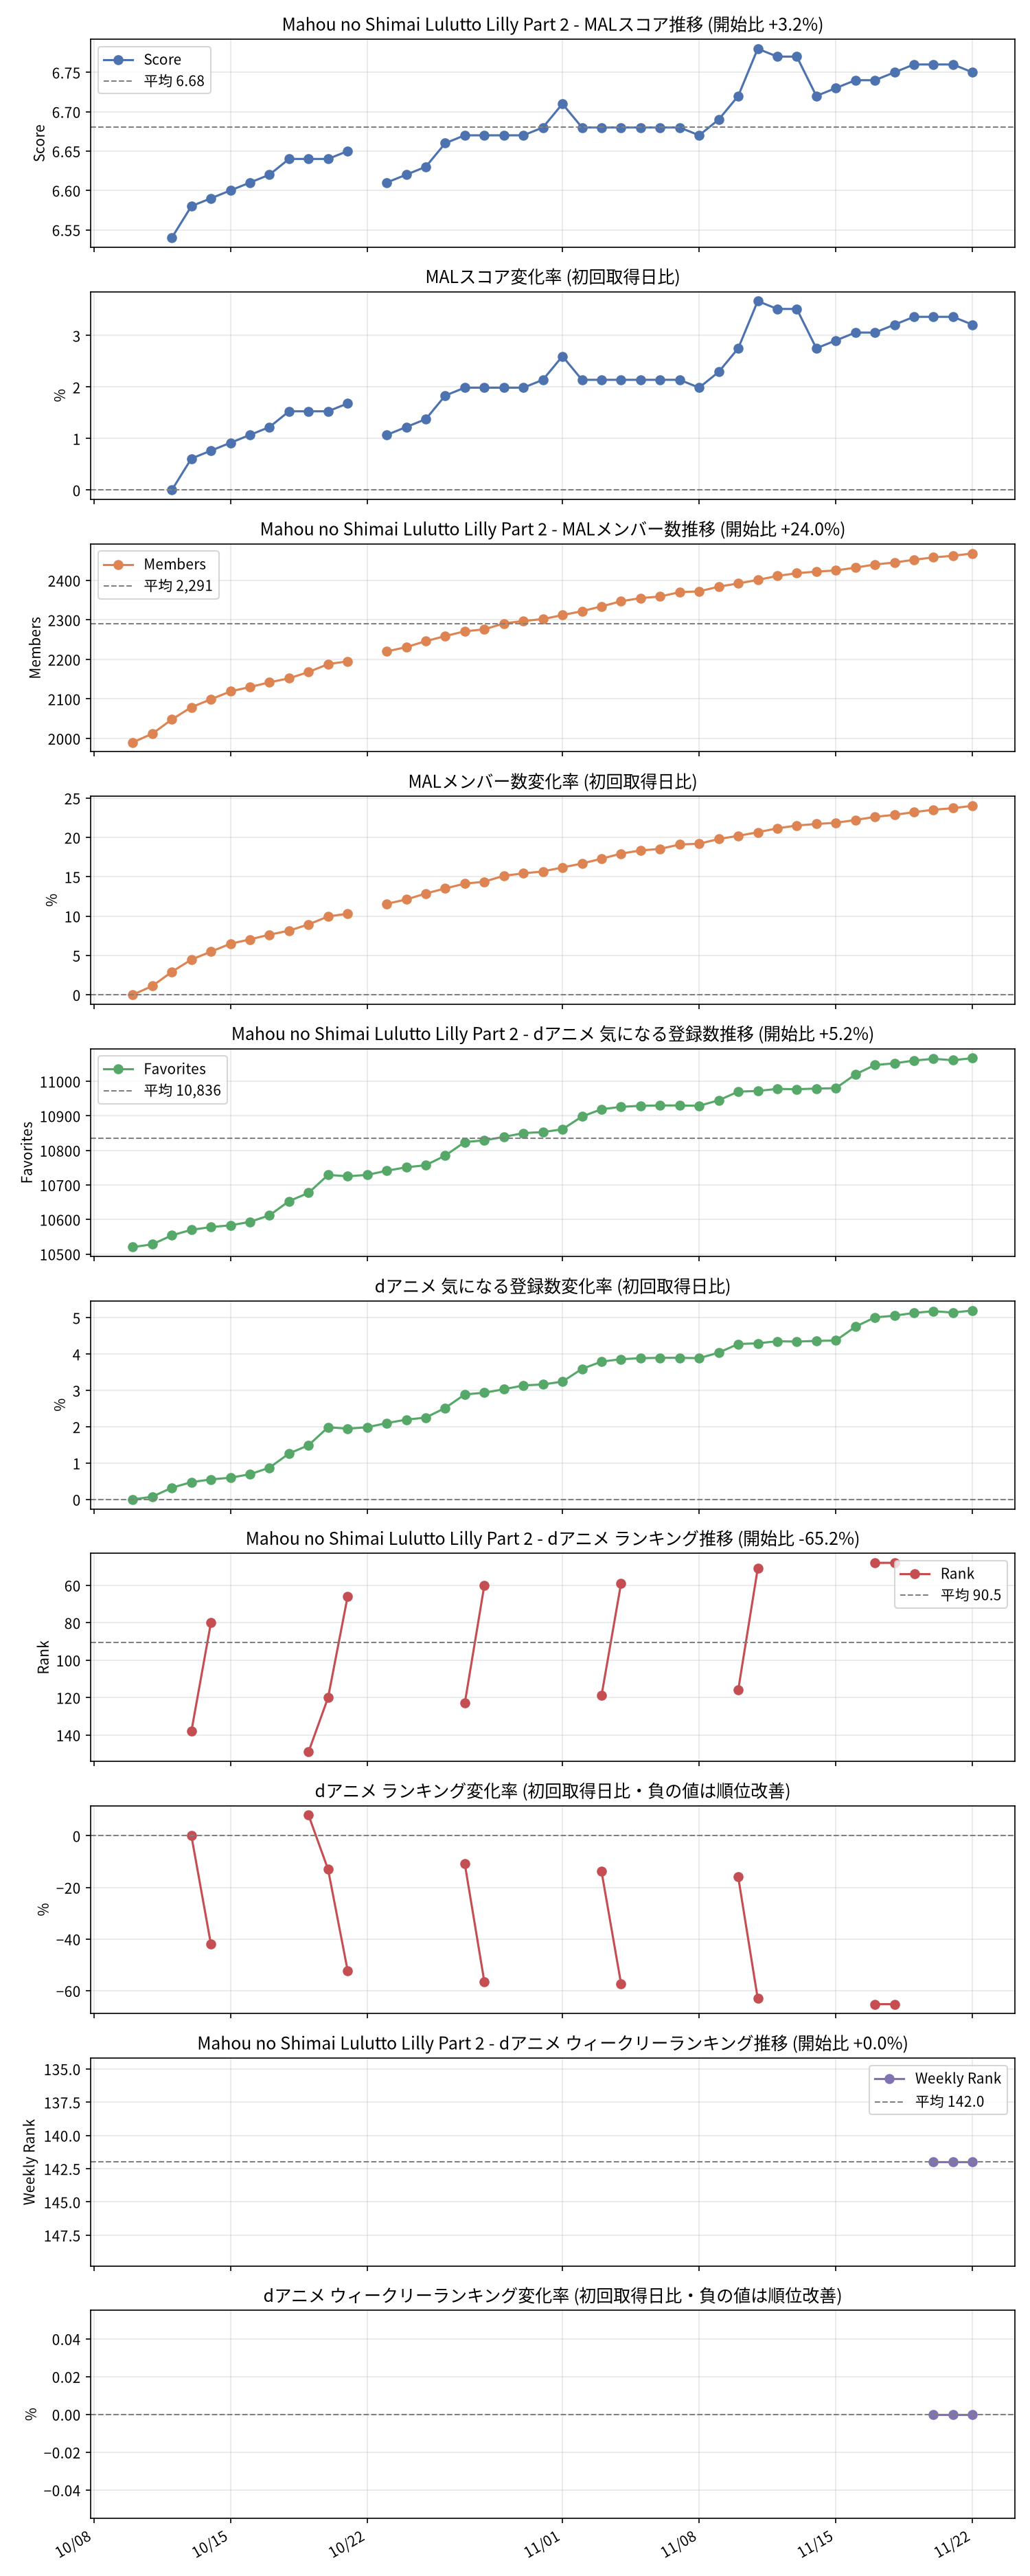 Mahou no Shimai Lulutto Lilly Part 2 - MALスコア推移 (開始比 +3.2%)
Score
平均 6.68
6.75
6.70
6.65
6.60
6.55
Score
MALスコア変化率 (初回取得日比)
3
2
1
0
%
Mahou no Shimai Lulutto Lilly Part 2 - MALメンバー数推移 (開始比 +24.0%)
Members
平均 2,291
2400
2300
2200
2100
2000
Members
MALメンバー数変化率 (初回取得日比)
25
20
15
10
5
0
%
Mahou no Shimai Lulutto Lilly Part 2 - dアニメ 気になる登録数推移 (開始比 +5.2%)
Favorites
平均 10,836
11000
10900
10800
10700
10600
10500
Favorites
dアニメ 気になる登録数変化率 (初回取得日比)
5
4
3
2
1
0
%
Mahou no Shimai Lulutto Lilly Part 2 - dアニメ ランキング推移 (開始比 -65.2%)
Rank
平均 90.5
60
80
100
120
140
Rank
dアニメ ランキング変化率 (初回取得日比・負の値は順位改善)
0
−20
−40
−60
%
Mahou no Shimai Lulutto Lilly Part 2 - dアニメ ウィークリーランキング推移 (開始比 +0.0%)
Weekly Rank
平均 142.0
135.0
137.5
140.0
142.5
145.0
147.5
Weekly Rank
dアニメ ウィークリーランキング変化率 (初回取得日比・負の値は順位改善)
0.04
0.02
0.00
−0.02
−0.04
%
10/08
10/15
10/22
11/01
11/08
11/15
11/22